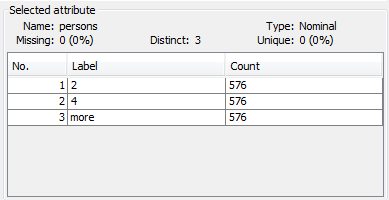 Selected attribute
Name: persons Type: Nominal
Missing: 0 (0%) Distinct: 3 Unique: 0 (0%)
No. Label Count
1 2 576
2 4 576
3 more 576